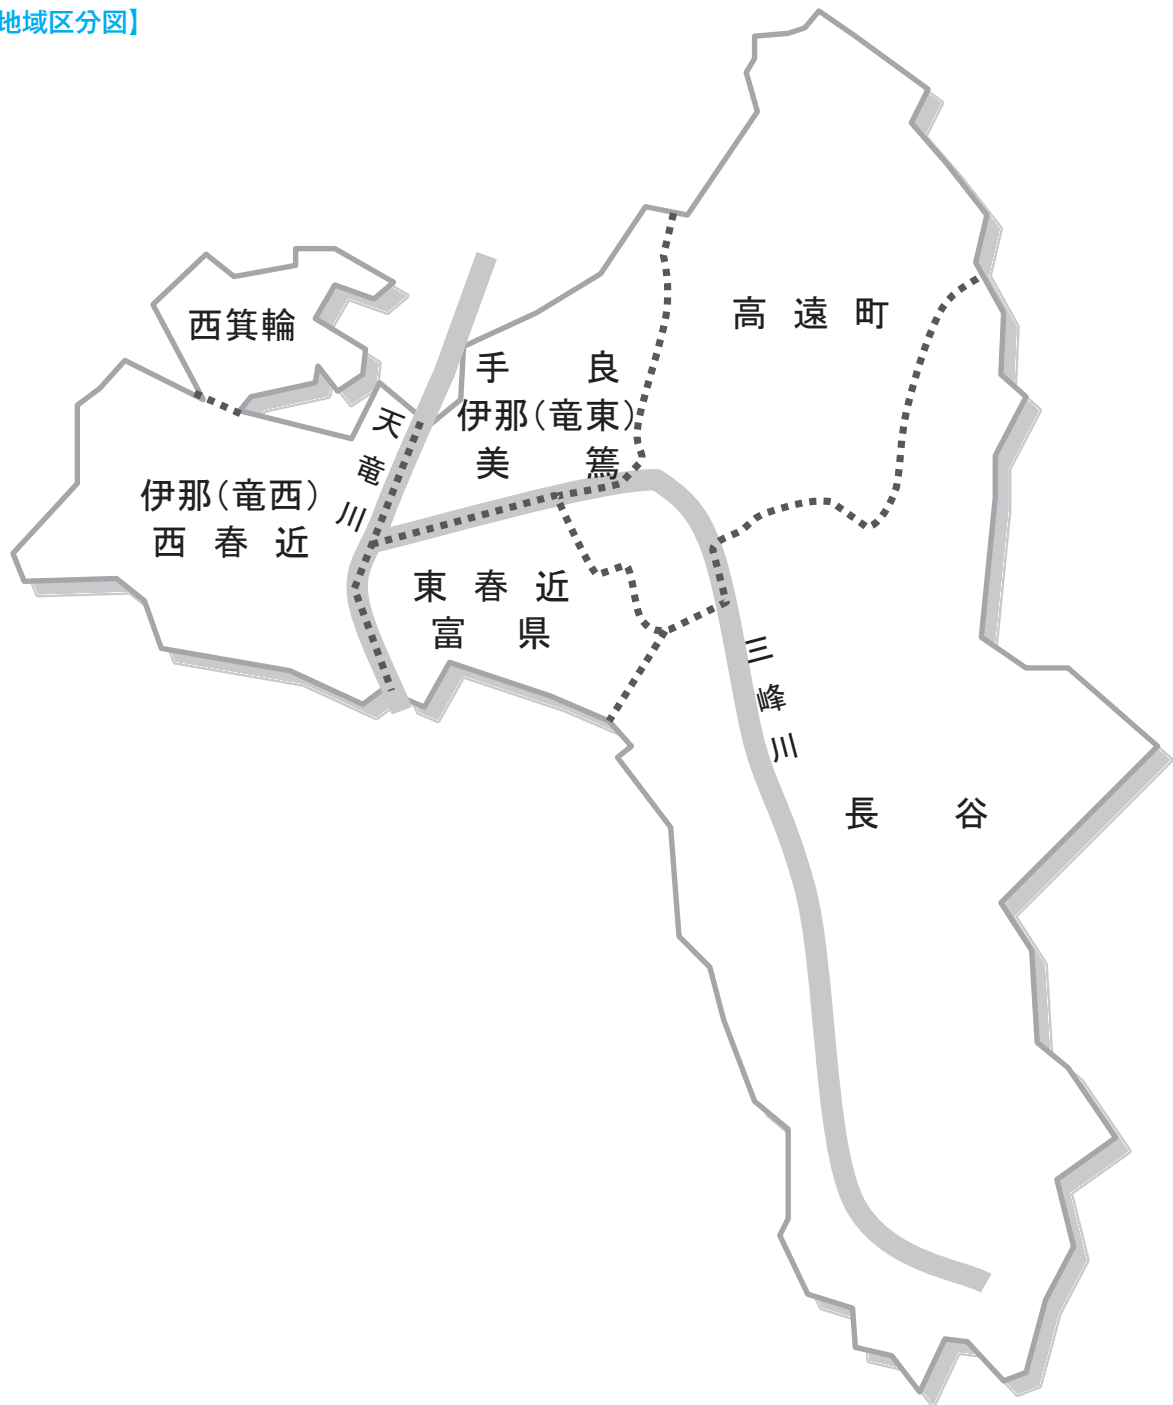 地域区分図】
西箕輪
高遠町
手良
伊那(竜東)
美篶
天竜川
伊那(竜西)
西春近
東春近
富県
三峰川
長谷